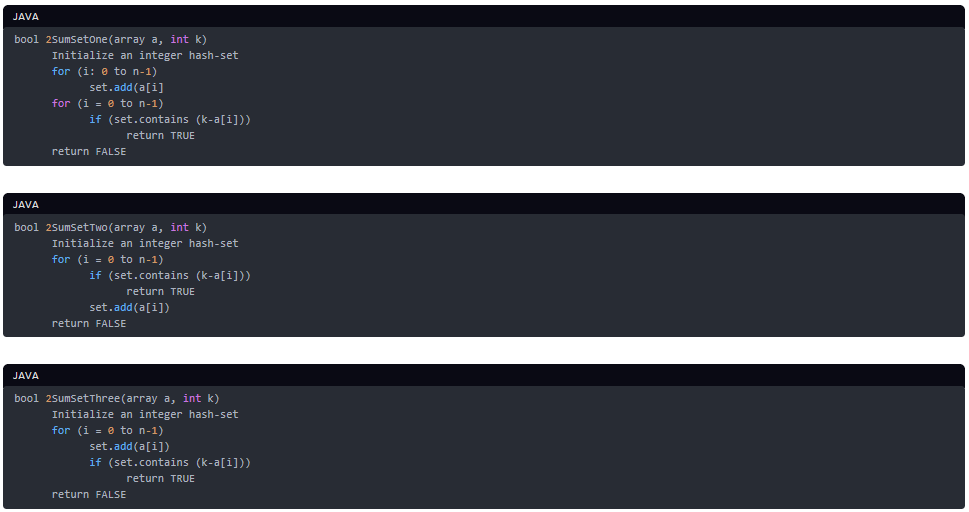 JAVA
bool 2SumSetOne(array a, int k)
Initialize an integer hash-set
for (i: 0 to n-1)
set.add(a[i]
for (i = 0 to n-1)
if (set.contains (k-a[i]))
return TRUE
return FALSE
JAVA
bool 2SumSetTwo(array a, int k)
Initialize an integer hash-set
for (i = 0 to n-1)
if (set.contains (k-a[i]))
return TRUE
set.add(a[i])
return FALSE
JAVA
bool 2SumSetThree(array a, int k)
Initialize an integer hash-set
for (i = 0 to n-1)
set.add(a[i])
if (set.contains (k-a[i]))
return TRUE
return FALSE